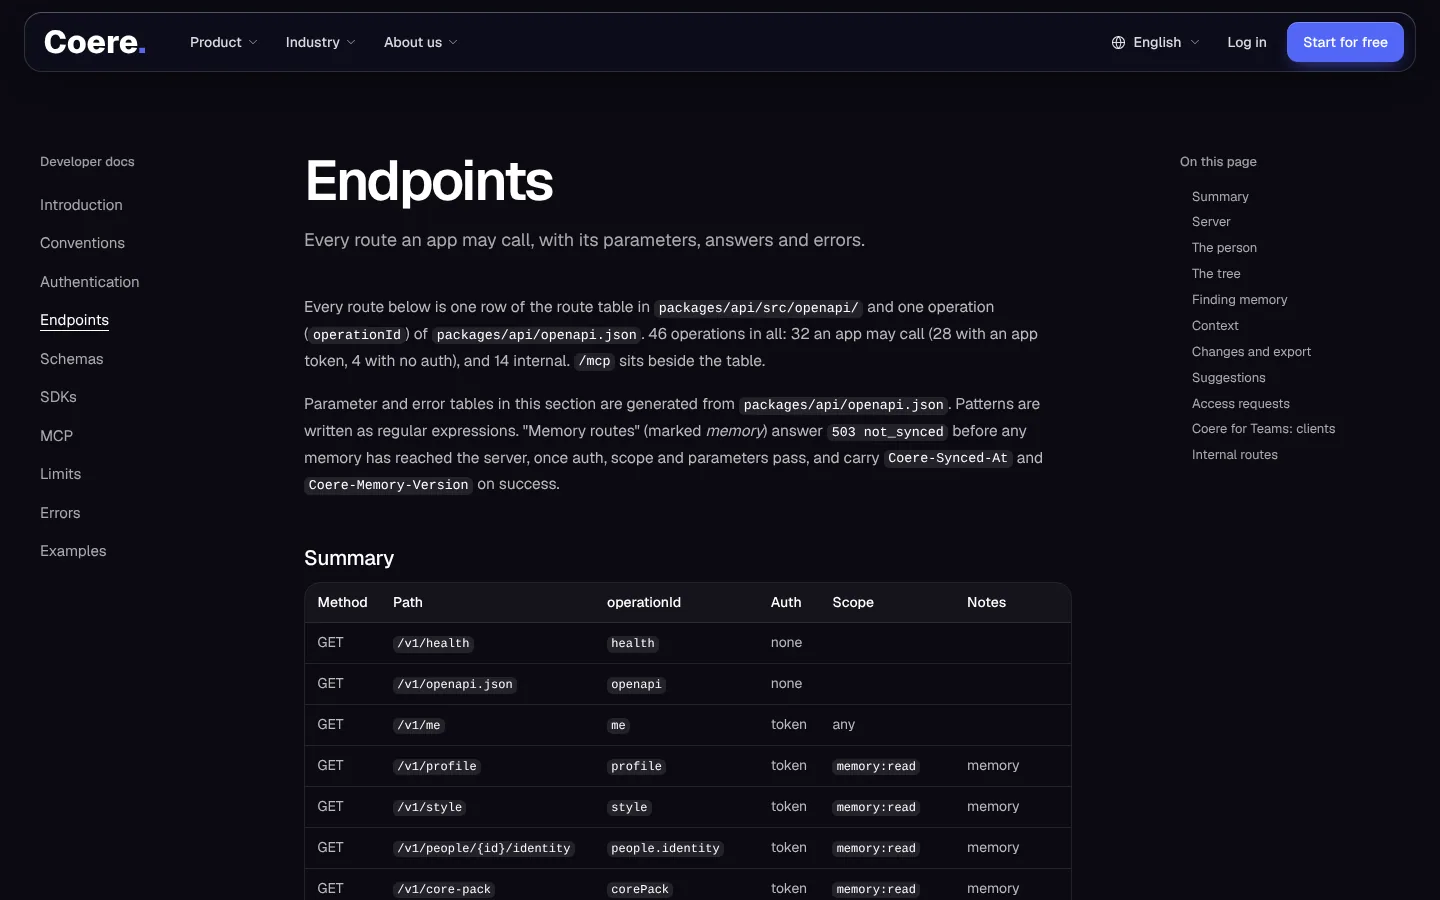 Coere.
Product
Industry
About us
English
Log in
Start for free
Developer docs
Introduction
Conventions
Authentication
Endpoints
Schemas
SDKs
MCP
Limits
Errors
Examples
Endpoints
Every route an app may call, with its parameters, answers and errors.
Every route below is one row of the route table in packages/api/src/openapi/ and one operation
(operationId) of packages/api/openapi.json. 46 operations in all: 32 an app may call (28 with an app
token, 4 with no auth), and 14 internal. /mcp sits beside the table.
Parameter and error tables in this section are generated from packages/api/openapi.json. Patterns are
written as regular expressions. "Memory routes" (marked memory) answer 503 not_synced before any
memory has reached the server, once auth, scope and parameters pass, and carry Coere-Synced-At and
Coere-Memory-Version on success.
Summary
Method Path operationId Auth Scope Notes
GET /v1/health health none
GET /v1/openapi.json openapi none
GET /v1/me me token any
GET /v1/profile profile token memory:read memory
GET /v1/style style token memory:read memory
GET /v1/people/{id}/identity people.identity token memory:read memory
GET /v1/core-pack corePack token memory:read memory
On this page
Summary
Server
The person
The tree
Finding memory
Context
Changes and export
Suggestions
Access requests
Coere for Teams: clients
Internal routes